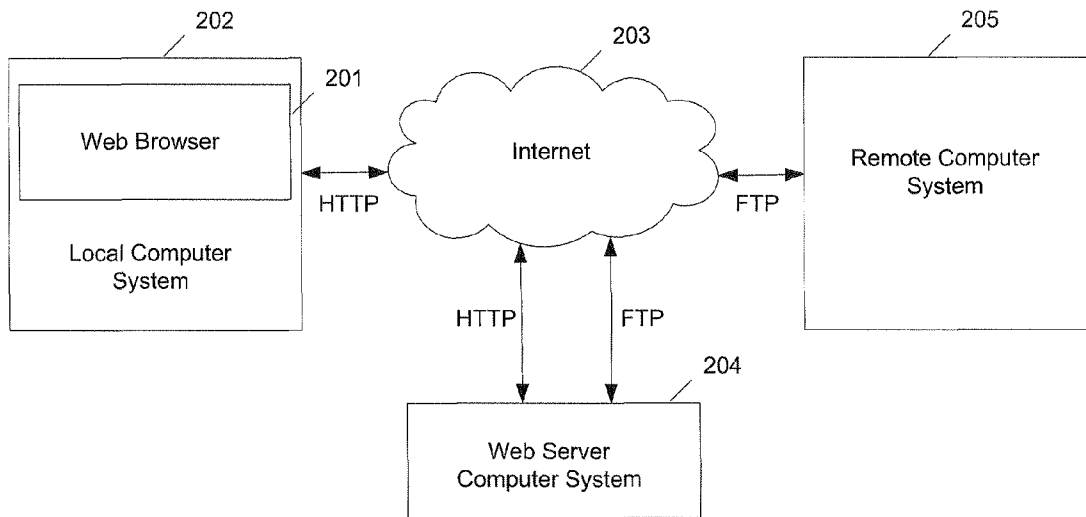 202
203
205
201
Web Browser
Internet
Remote Computer
System
HTTP
FTP
Local Computer
System
HTTP
FTP
204
Web Server
Computer System